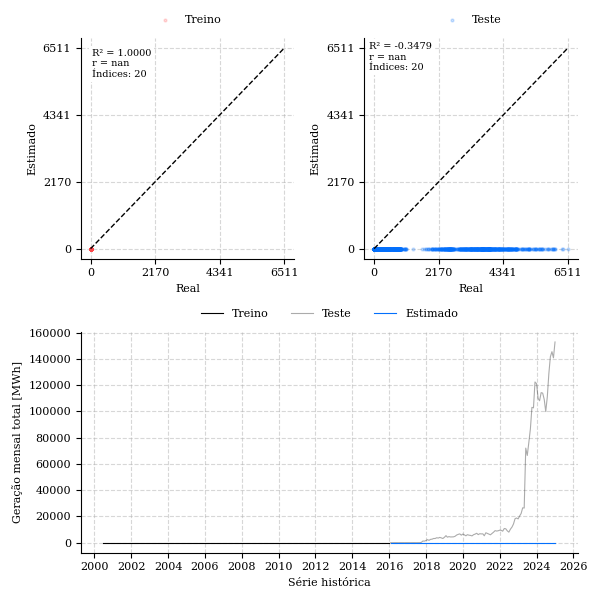 Treino
R² = 1.0000
r = nan
Índices: 20
6511
4341
2170
0
Estimado
0 2170 4341 6511
Real
Teste
R² = -0.3479
r = nan
Índices: 20
6511
4341
2170
0
Estimado
0 2170 4341 6511
Real
Treino Teste Estimado
160000
140000
120000
100000
80000
60000
40000
20000
0
Geração mensal total [MWh]
2000 2002 2004 2006 2008 2010 2012 2014 2016 2018 2020 2022 2024 2026
Série histórica